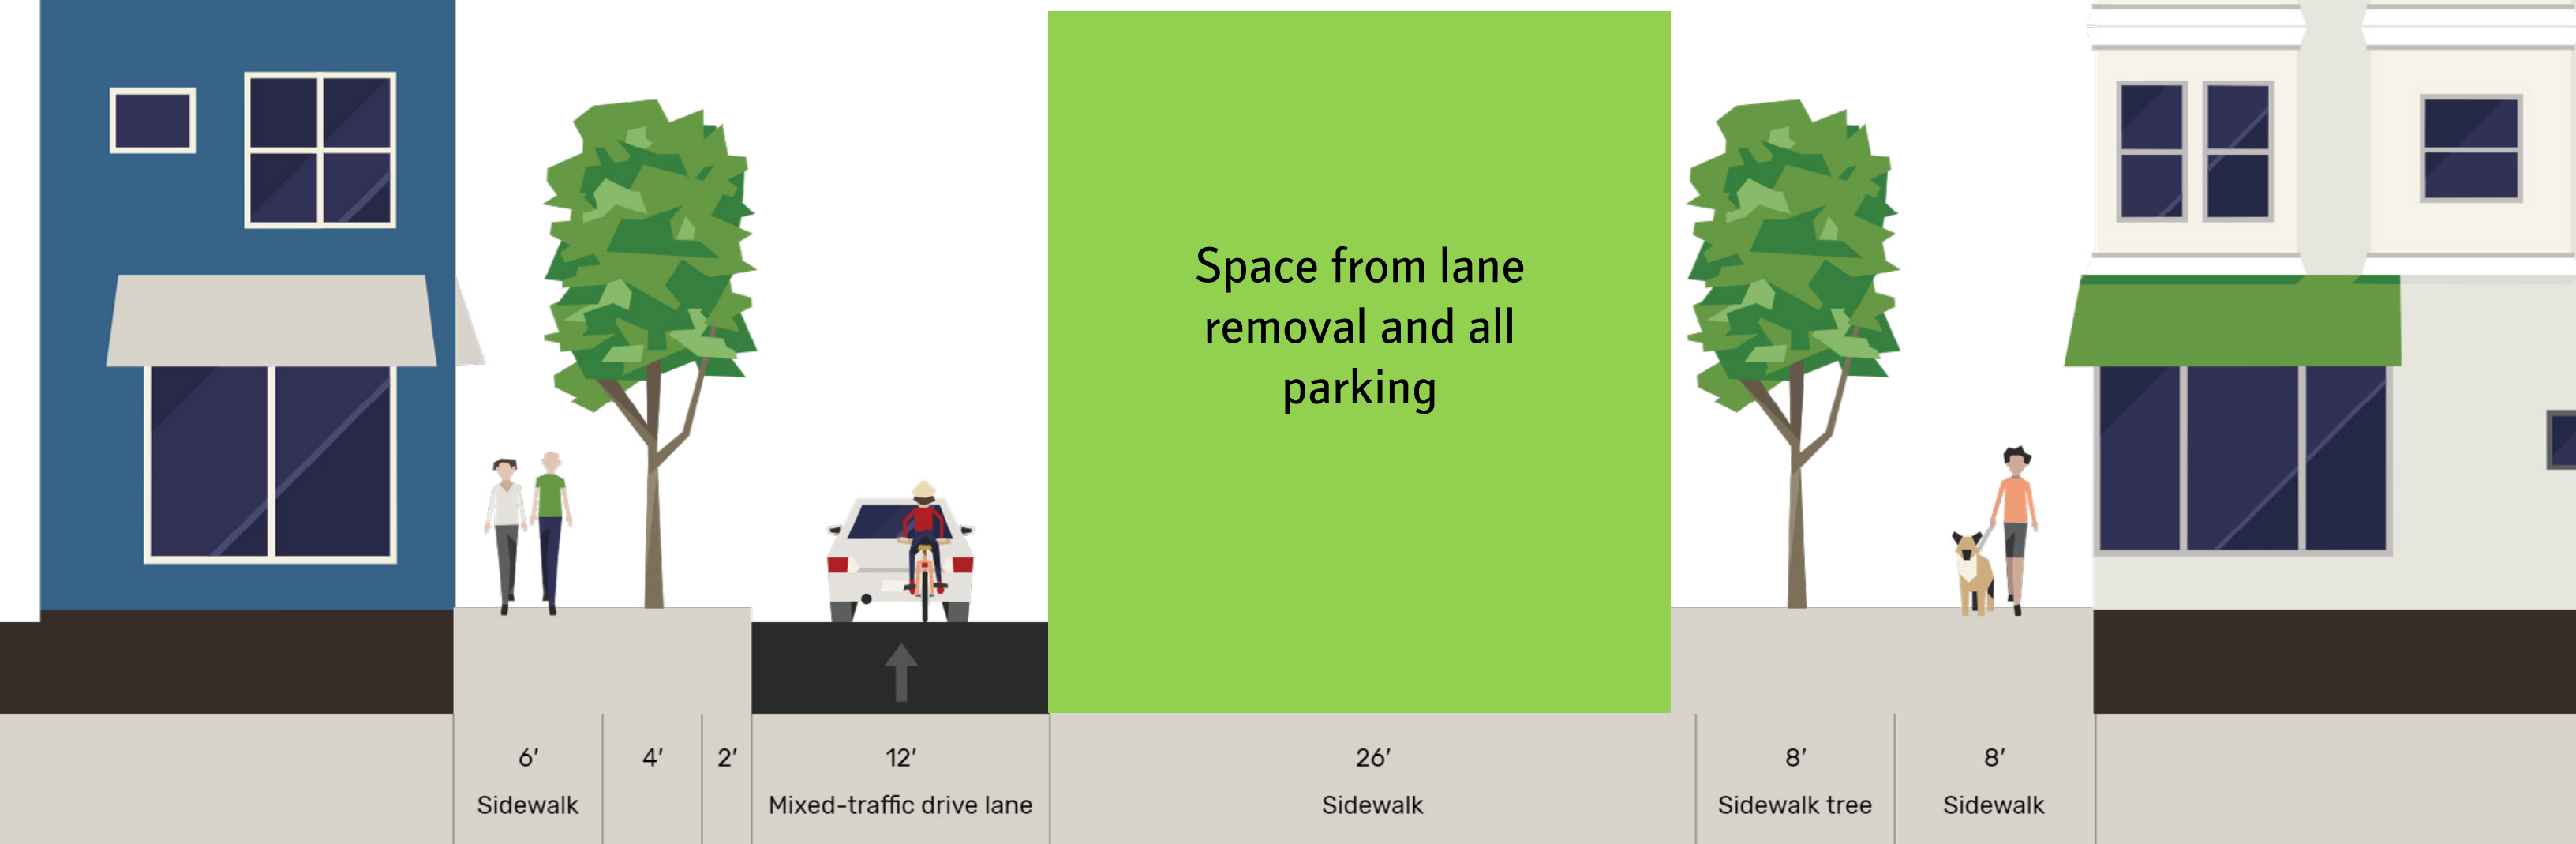 Space from lane
removal and all
parking
6′ 4′ 2′ 12′ 26′ 8′ 8′
Sidewalk Mixed-traffic drive lane Sidewalk Sidewalk tree Sidewalk